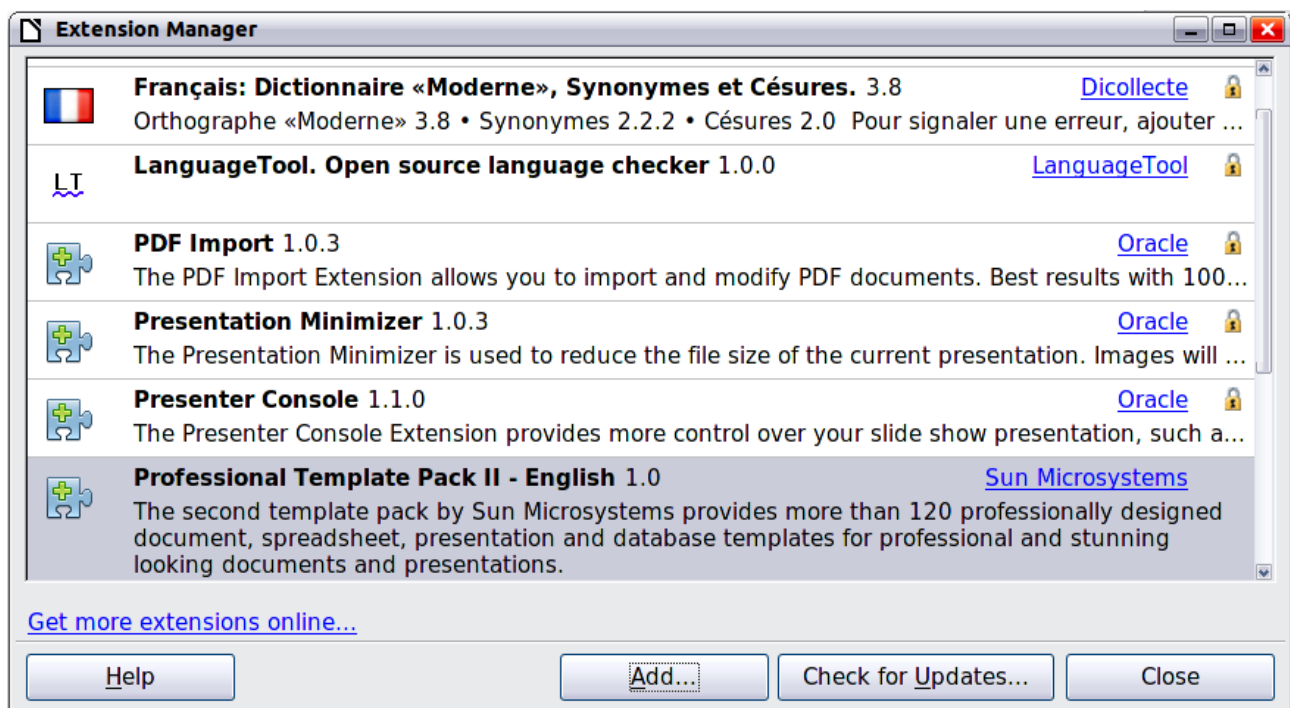 Extension Manager
Français: Dictionnaire «Moderne», Synonymes et Césures. 3.8 Dicollecte
Orthographe «Moderne» 3.8 • Synonymes 2.2.2 • Césures 2.0 Pour signaler une erreur, ajouter ...
LT
LanguageTool. Open source language checker 1.0.0 LanguageTool
PDF Import 1.0.3 Oracle
The PDF Import Extension allows you to import and modify PDF documents. Best results with 100...
Presentation Minimizer 1.0.3 Oracle
The Presentation Minimizer is used to reduce the file size of the current presentation. Images will ...
Presenter Console 1.1.0 Oracle
The Presenter Console Extension provides more control over your slide show presentation, such a...
Professional Template Pack II - English 1.0 Sun Microsystems
The second template pack by Sun Microsystems provides more than 120 professionally designed
document, spreadsheet, presentation and database templates for professional and stunning
looking documents and presentations.
Get more extensions online...
Help Add... Check for Updates... Close